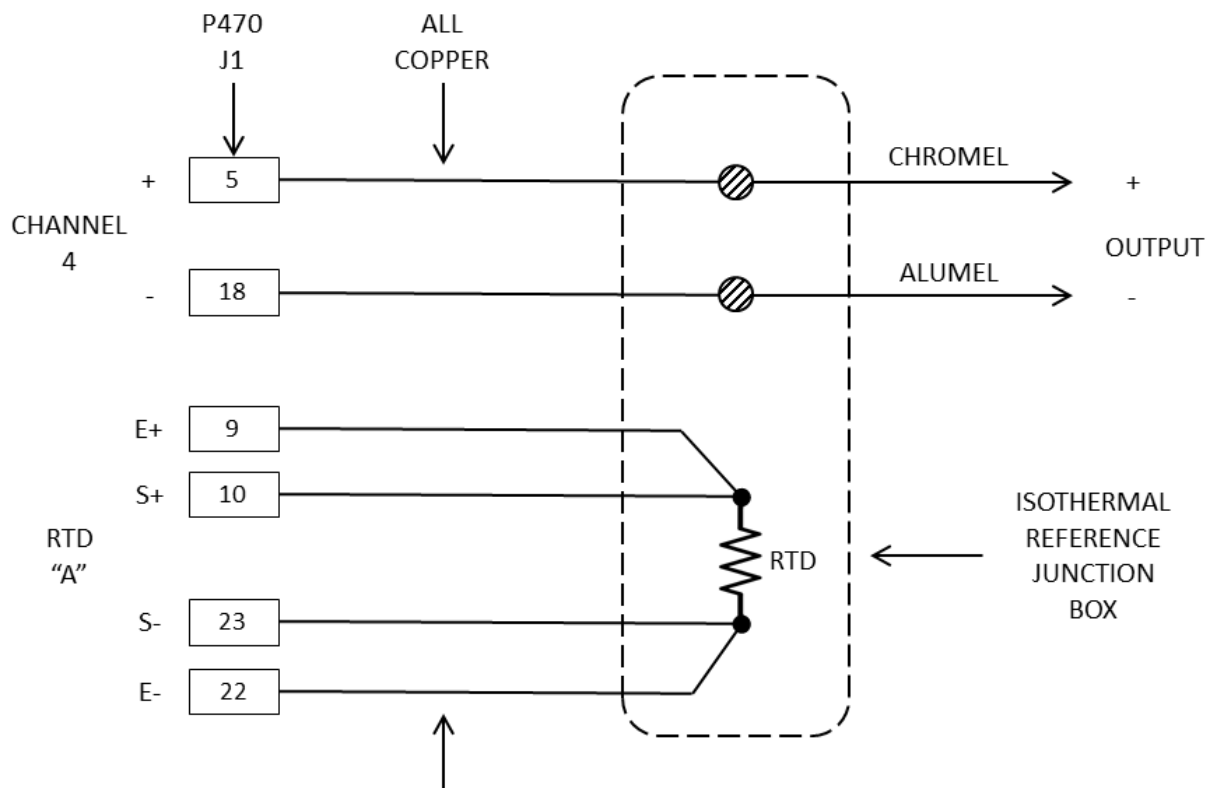 P470
J1
ALL
COPPER
+
5
CHROMEL
+
CHANNEL
4
OUTPUT
-
18
ALUMEL
-
E+
9
S+
10
RTD
“A”
RTD
ISOTHERMAL
REFERENCE
JUNCTION
BOX
S-
23
E-
22